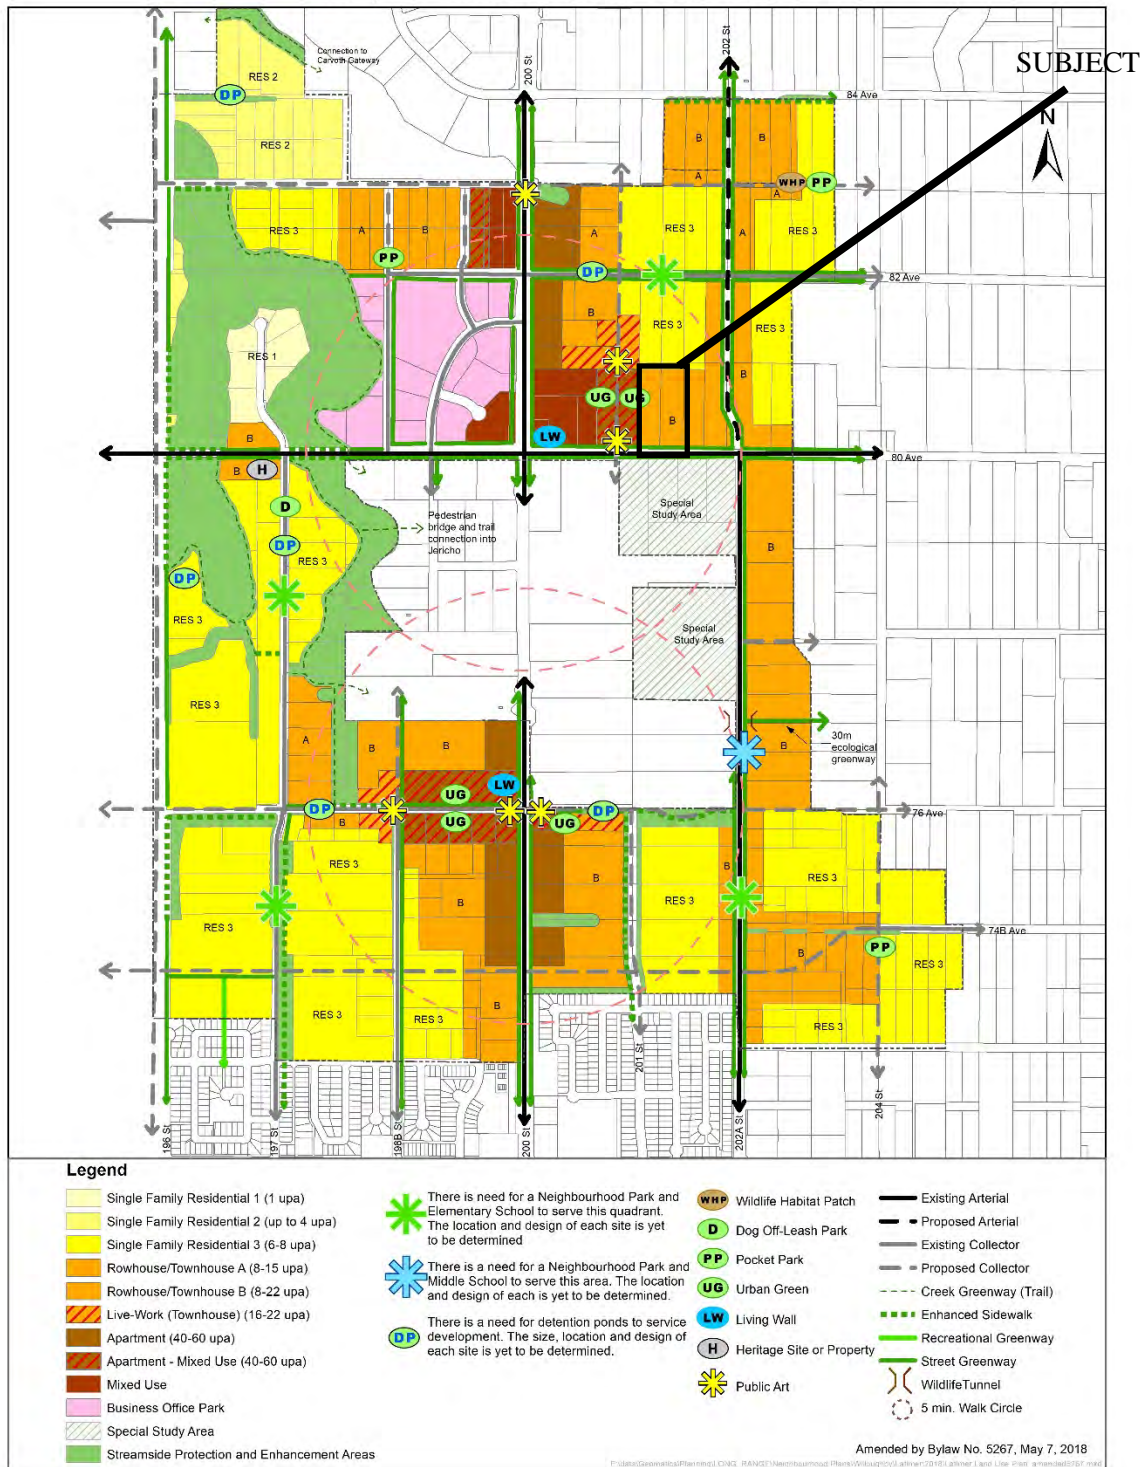 SUBJECT
N
Connection to
Carvolth Gateway
200 St
202 St
84 Ave
RES 2
DP
RES 2
B
B
A
WHP
PP
A
RES 3
A
B
A
RES 3
A
RES 3
PP
DP
82 Ave
B
RES 3
RES 3
RES 1
B
UG
UG
B
B
LW
B
H
80 Ave
Special
Study Area
D
Pedestrian
bridge and trail
connection into
Jericho
DP
RES 3
B
DP
RES 3
Special
Study Area
RES 3
A
B
B
B
30m
ecological
greenway
LW
UG
DP
B
UG
UG
DP
76 Ave
RES 3
B
B
RES 3
B
RES 3
B
RES 3
74B Ave
B
PP
RES 3
RES 3
RES 3
B
RES 3
196 St
197 St
198B St
200 St
201 St
202A St
204 St
Legend
Single Family Residential 1 (1 upa)
Single Family Residential 2 (up to 4 upa)
Single Family Residential 3 (6-8 upa)
Rowhouse/Townhouse A (8-15 upa)
Rowhouse/Townhouse B (8-22 upa)
Live-Work (Townhouse) (16-22 upa)
Apartment (40-60 upa)
Apartment - Mixed Use (40-60 upa)
Mixed Use
Business Office Park
Special Study Area
Streamside Protection and Enhancement Areas
There is need for a Neighbourhood Park and
Elementary School to serve this quadrant.
The location and design of each site is yet
to be determined
There is a need for a Neighbourhood Park and
Middle School to serve this area. The location
and design of each is yet to be determined.
DP
There is a need for detention ponds to service
development. The size, location and design of
each site is yet to be determined.
WHP Wildlife Habitat Patch
D Dog Off-Leash Park
PP Pocket Park
UG Urban Green
LW Living Wall
H Heritage Site or Property
Public Art
Existing Arterial
Proposed Arterial
Existing Collector
Proposed Collector
Creek Greenway (Trail)
Enhanced Sidewalk
Recreational Greenway
Street Greenway
WildlifeTunnel
5 min. Walk Circle
Amended by Bylaw No. 5267, May 7, 2018